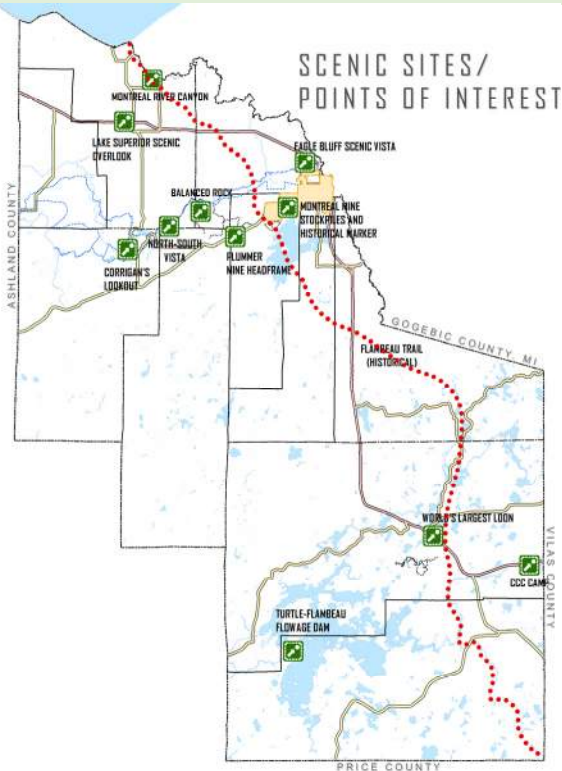 SCENIC SITES/
POINTS OF INTEREST
MONTREAL RIVER CANYON
LAKE SUPERIOR SCENIC
OVERLOOK
EAGLE BLUFF SCENIC VISTA
BALANCED ROCK
MONTREAL MINE
STOCKPILES AND
HISTORICAL MARKER
NORTH-SOUTH
VISTA
PLUMMER
MINE HEADFRAME
CORRIGAN'S
LOOKOUT
ASHLAND COUNTY
GOGEBIC COUNTY, MI
FLAMBEAU TRAIL
(HISTORICAL)
WORLD'S LARGEST LOON
CCC CAMP
VILAS COUNTY
TURTLE-FLAMBEAU
FLOWAGE DAM
PRICE COUNTY